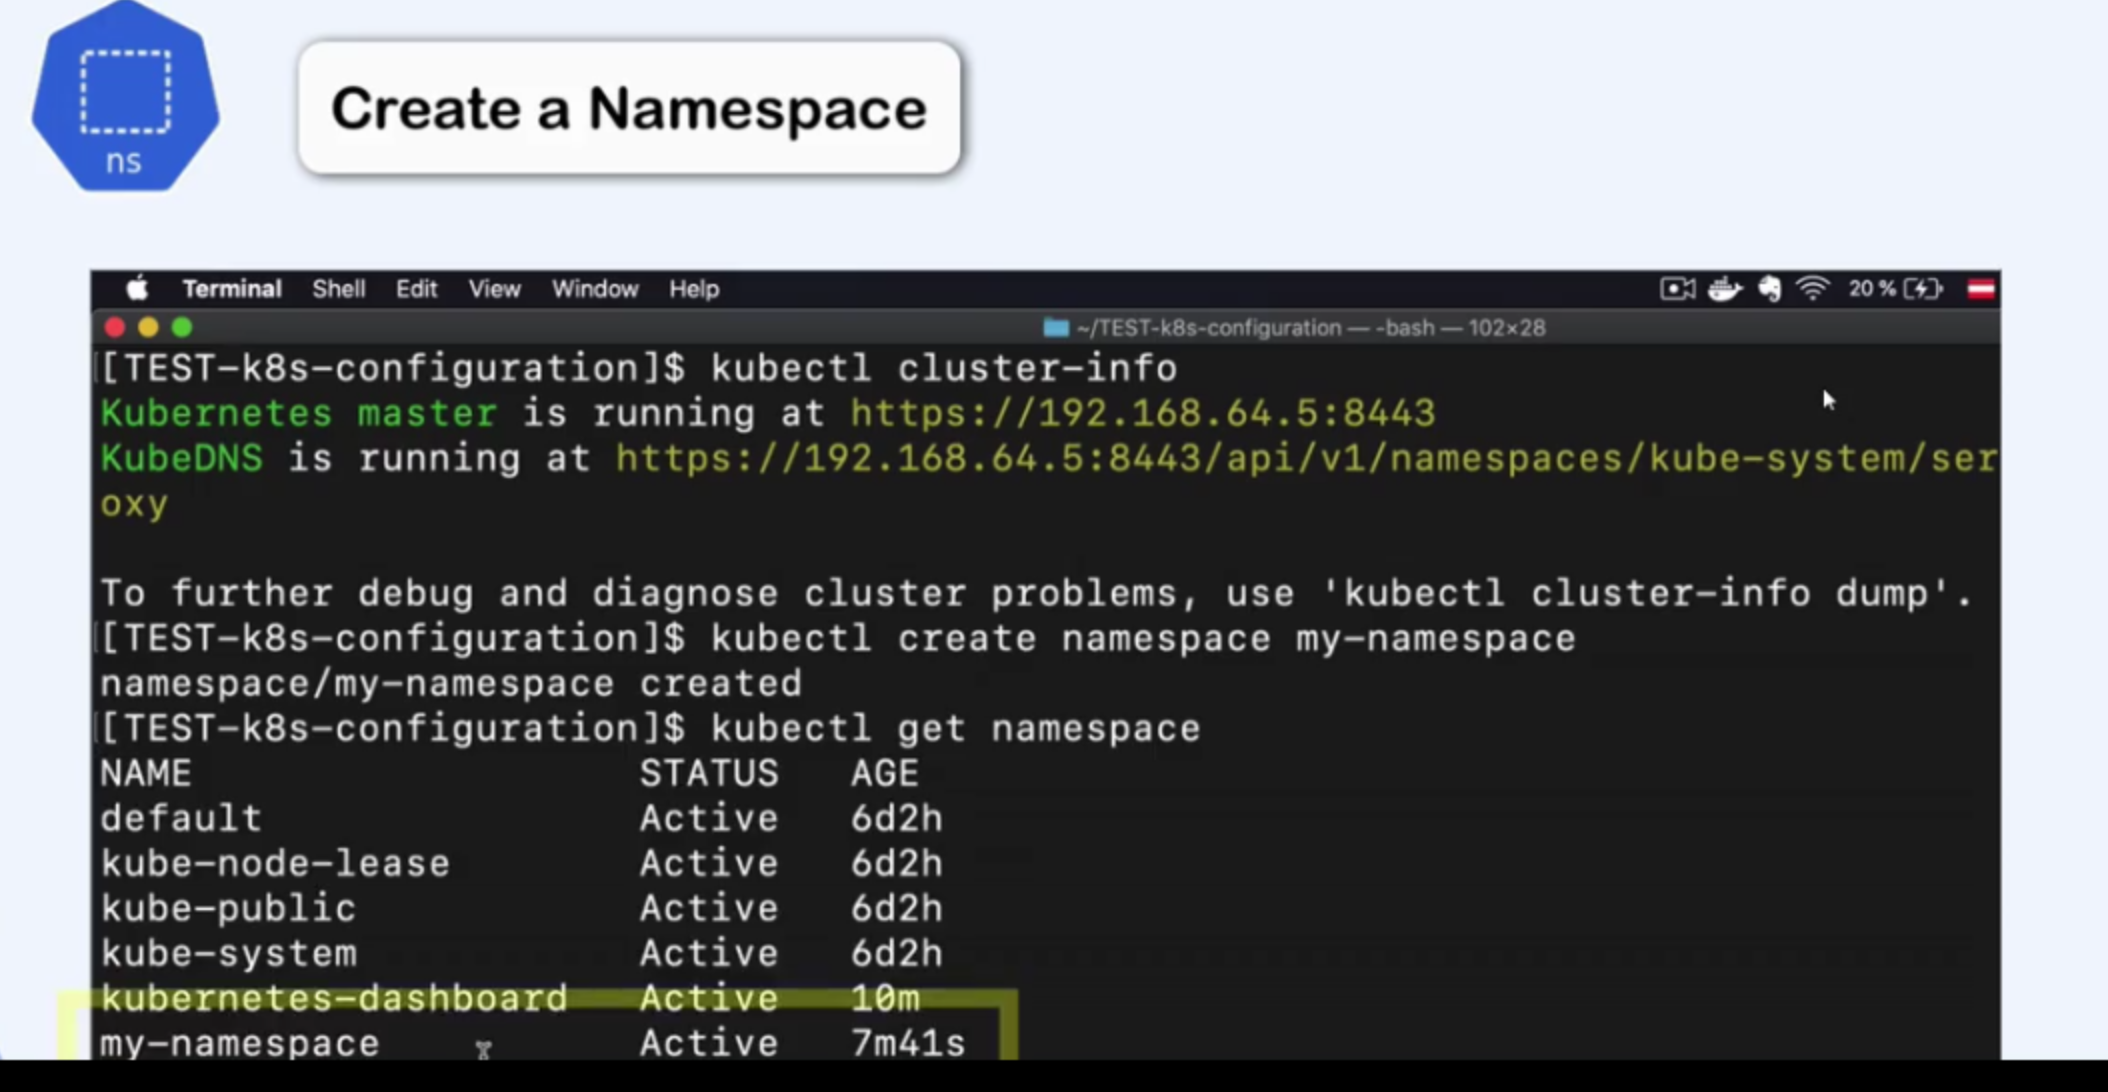 ns
Create a Namespace
Terminal Shell Edit View Window Help 20 %
~/TEST-k8s-configuration — -bash — 102×28
[TEST-k8s-configuration]$ kubectl cluster-info
Kubernetes master is running at https://192.168.64.5:8443
KubeDNS is running at https://192.168.64.5:8443/api/v1/namespaces/kube-system/ser
oxy
To further debug and diagnose cluster problems, use 'kubectl cluster-info dump'.
[TEST-k8s-configuration]$ kubectl create namespace my-namespace
namespace/my-namespace created
[TEST-k8s-configuration]$ kubectl get namespace
NAME STATUS AGE
default Active 6d2h
kube-node-lease Active 6d2h
kube-public Active 6d2h
kube-system Active 6d2h
kubernetes-dashboard Active 10m
my-namespace Active 7m41s